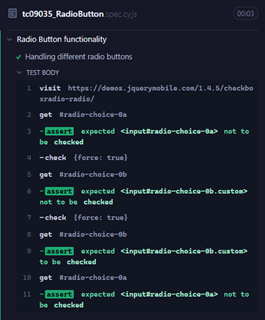 tc09035_RadioButton.spec.cy.js 00:03
Radio Button functionality
Handling different radio buttons
TEST BODY
1 visit https://demos.jquerymobile.com/1.4.5/checkbo
xradio-radio/
2 get #radio-choice-0a
3 -assert expected <input#radio-choice-0a> not to
be checked
4 -check {force: true}
5 get #radio-choice-0b
6 -assert expected <input#radio-choice-0b.custom>
not to be checked
7 -check {force: true}
8 get #radio-choice-0b
9 -assert expected <input#radio-choice-0b.custom>
to be checked
10 get #radio-choice-0a
11 -assert expected <input#radio-choice-0a> not to
be checked